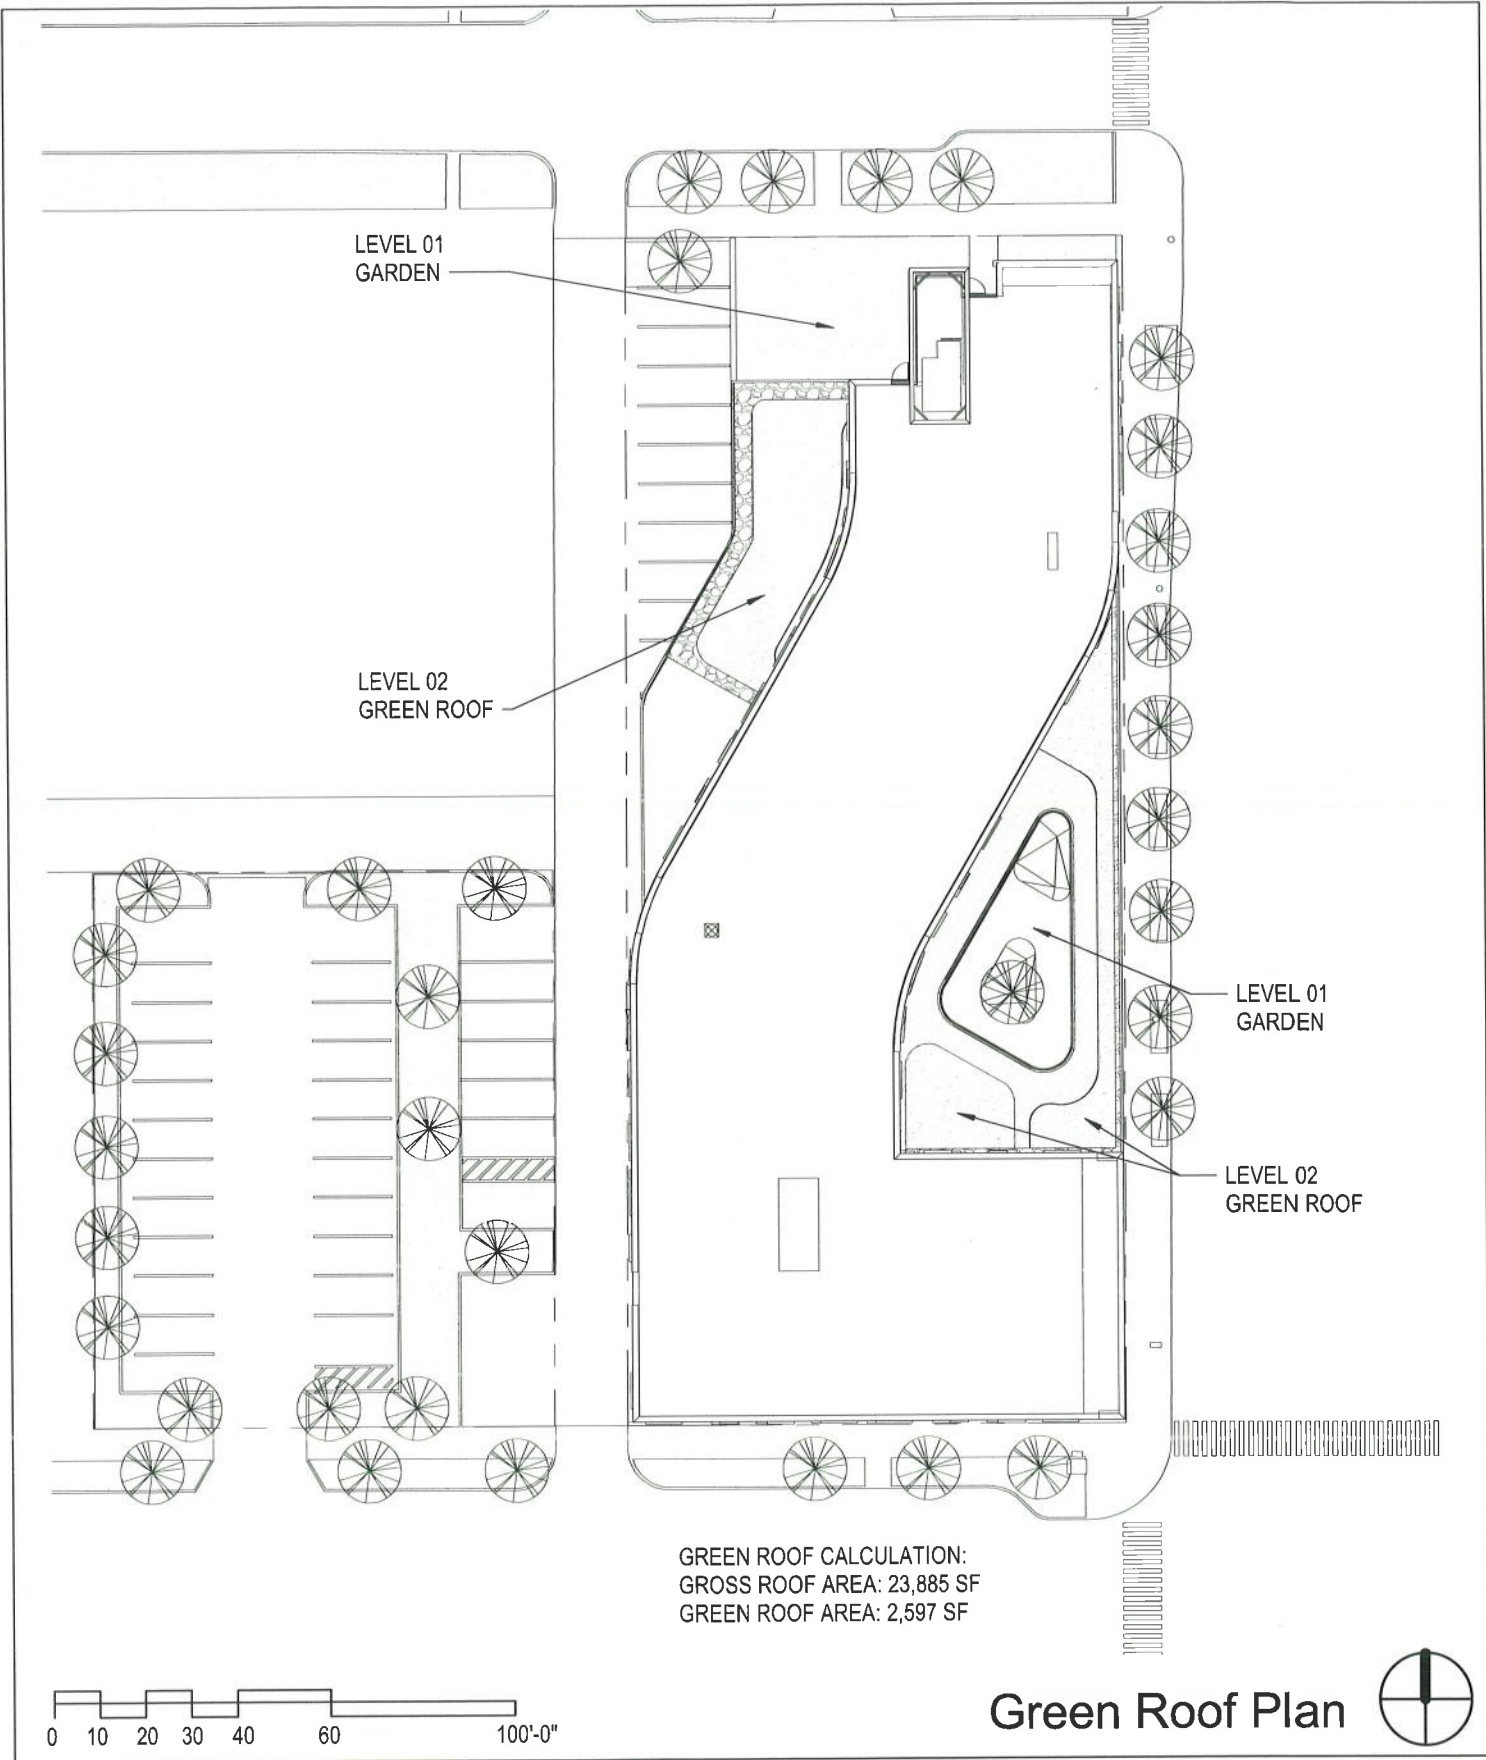 LEVEL 01
GARDEN
LEVEL 02
GREEN ROOF
LEVEL 01
GARDEN
LEVEL 02
GREEN ROOF
GREEN ROOF CALCULATION:
GROSS ROOF AREA: 23,885 SF
GREEN ROOF AREA: 2,597 SF
0 10 20 30 40 60 100'-0"
Green Roof Plan